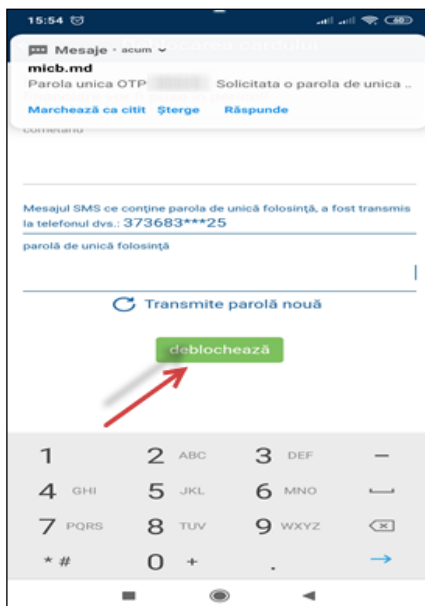 15:54
60
Mesaje · acum
micb.md
Parola unica OTP Solicitata o parola de unica ..
Marchează ca citit Șterge Răspunde
Mesajul SMS ce conține parola de unică folosință, a fost transmis
la telefonul dvs.: 373683***25
parolă de unică folosință
Transmite parolă nouă
deblochează
1 2 ABC 3 DEF –
4 GHI 5 JKL 6 MNO
7 PQRS 8 TUV 9 WXYZ
* # 0 + .